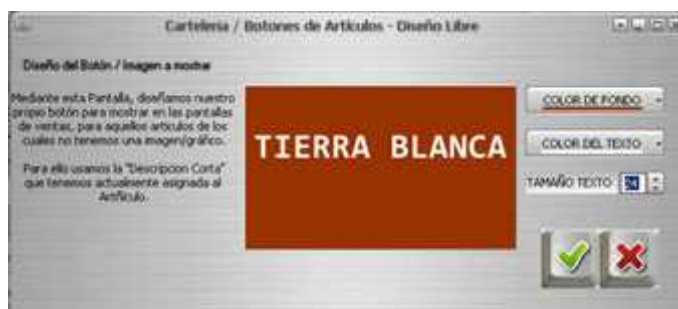 Carteleria / Botones de Artículos - Diseño Libre
Diseño del Botón / Imagen a mostrar
Mediante esta Pantalla, diseñamos nuestro
propio botón para mostrar en las pantallas
de ventas, para aquellos articulos de los
cuales no tenemos una imagen/gráfico.
Para ello usamos la "Descripcion Corta"
que tenemos actualmente asignada al
Artñiculo.
TIERRA BLANCA
COLOR DE FONDO
COLOR DEL TEXTO
TAMAÑO TEXTO 24